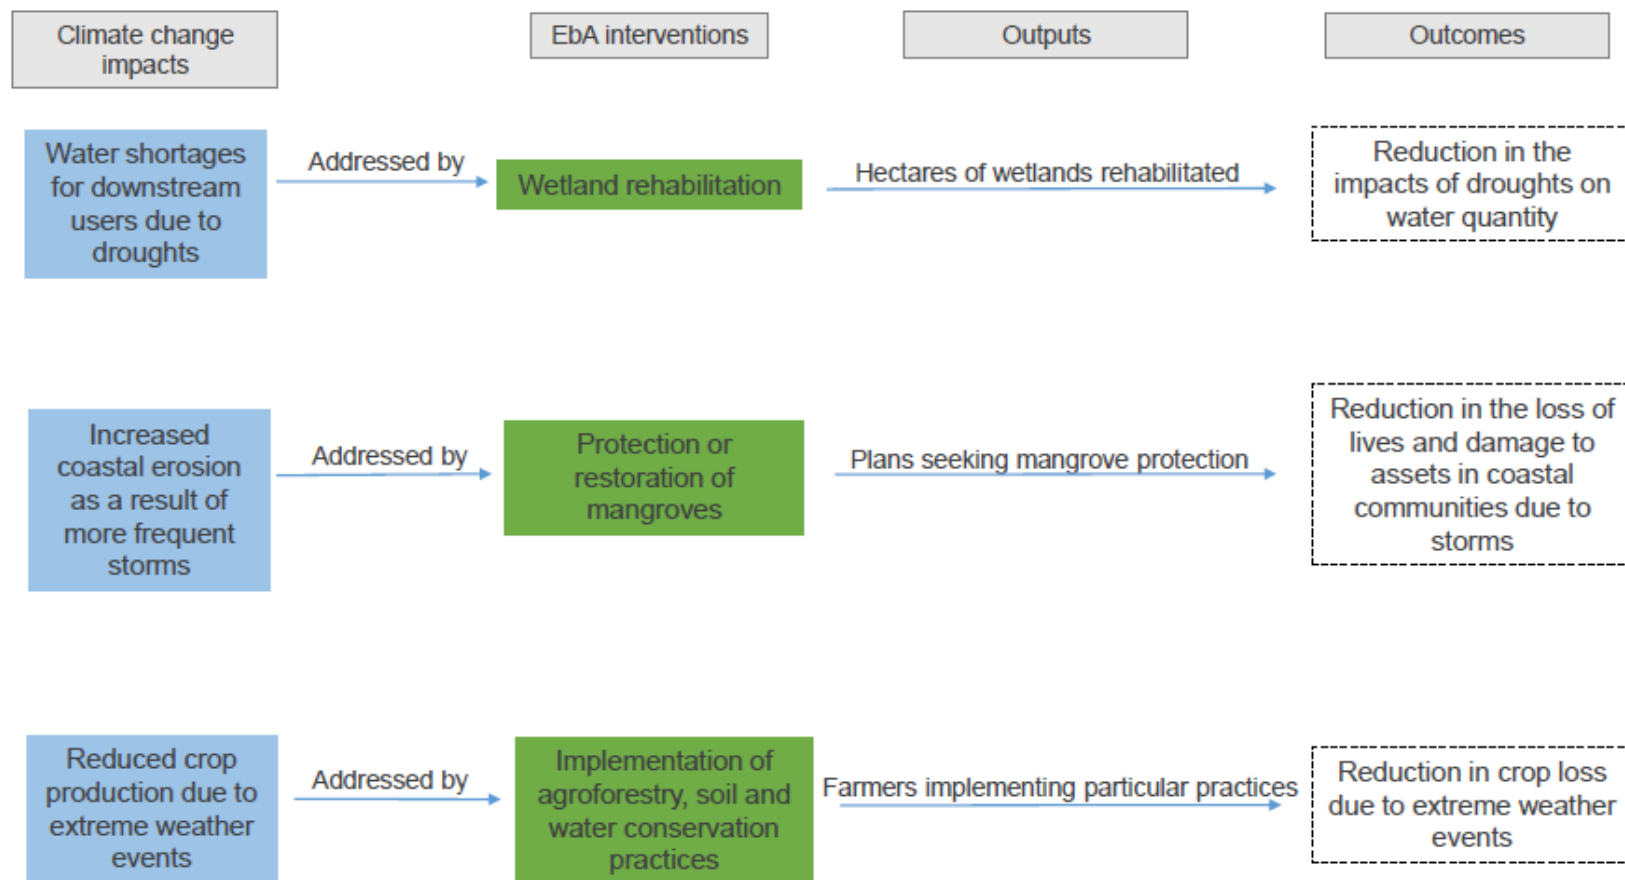 Climate change
impacts
EbA interventions
Outputs
Outcomes
Water shortages
for downstream
users due to
droughts
Addressed by
Wetland rehabilitation
Hectares of wetlands rehabilitated
Reduction in the
impacts of droughts on
water quantity
Increased
coastal erosion
as a result of
more frequent
storms
Addressed by
Protection or
restoration of
mangroves
Plans seeking mangrove protection
Reduction in the loss of
lives and damage to
assets in coastal
communities due to
storms
Reduced crop
production due to
extreme weather
events
Addressed by
Implementation of
agroforestry, soil and
water conservation
practices
Farmers implementing particular practices
Reduction in crop loss
due to extreme weather
events